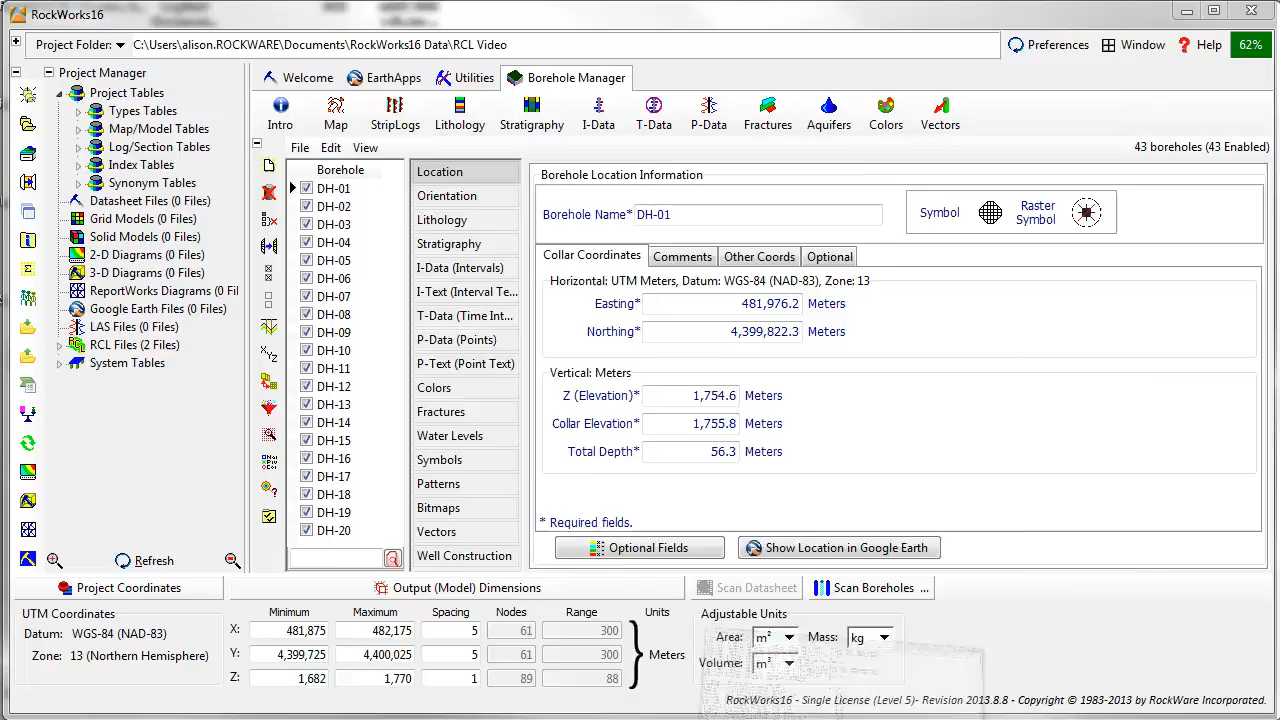 RockWorks16
Project Folder: C:\Users\alison.ROCKWARE\Documents\RockWorks16 Data\RCL Video Preferences Window Help 62%
Project Manager
Project Tables
Types Tables
Map/Model Tables
Log/Section Tables
Index Tables
Synonym Tables
Datasheet Files (0 Files)
Grid Models (0 Files)
Solid Models (0 Files)
2-D Diagrams (0 Files)
3-D Diagrams (0 Files)
ReportWorks Diagrams (0 Fil
Google Earth Files (0 Files)
LAS Files (0 Files)
RCL Files (2 Files)
System Tables
Refresh
Welcome EarthApps Utilities Borehole Manager
Intro Map StripLogs Lithology Stratigraphy I-Data T-Data P-Data Fractures Aquifers Colors Vectors
File Edit View 43 boreholes (43 Enabled)
Borehole
DH-01
DH-02
DH-03
DH-04
DH-05
DH-06
DH-07
DH-08
DH-09
DH-10
DH-11
DH-12
DH-13
DH-14
DH-15
DH-16
DH-17
DH-18
DH-19
DH-20
Location
Orientation
Lithology
Stratigraphy
I-Data (Intervals)
I-Text (Interval Te...
T-Data (Time Int...
P-Data (Points)
P-Text (Point Text)
Colors
Fractures
Water Levels
Symbols
Patterns
Bitmaps
Vectors
Well Construction
Borehole Location Information
Borehole Name* DH-01 Symbol Raster Symbol
Collar Coordinates Comments Other Coords Optional
Horizontal: UTM Meters, Datum: WGS-84 (NAD-83), Zone: 13
Easting* 481,976.2 Meters
Northing* 4,399,822.3 Meters
Vertical: Meters
Z (Elevation)* 1,754.6 Meters
Collar Elevation* 1,755.8 Meters
Total Depth* 56.3 Meters
* Required fields.
Optional Fields Show Location in Google Earth
Project Coordinates Output (Model) Dimensions Scan Datasheet Scan Boreholes ...
UTM Coordinates
Datum: WGS-84 (NAD-83)
Zone: 13 (Northern Hemisphere)
Minimum Maximum Spacing Nodes Range Units
X: 481,875 482,175 5 61 300
Y: 4,399,725 4,400,025 5 61 300 Meters
Z: 1,682 1,770 1 89 88
Adjustable Units
Area: m² Mass: kg
Volume: m³
RockWorks16 - Single License (Level 5)- Revision 2013.8.8 - Copyright © 1983-2013 by RockWare Incorporated.